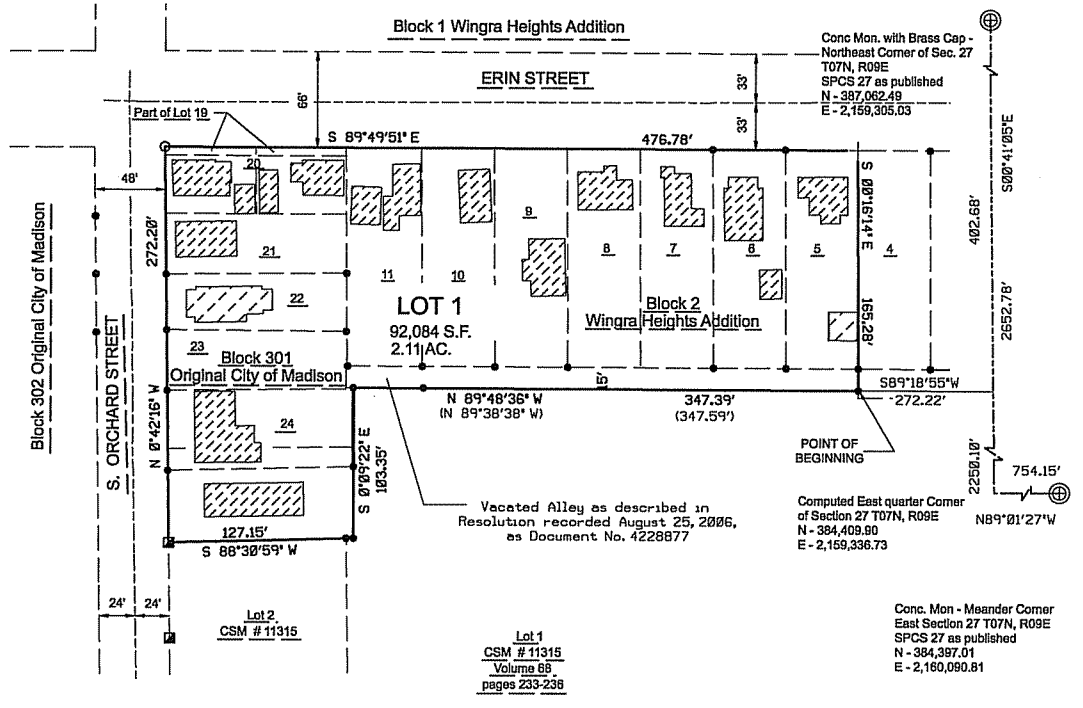 Block 1 Wingra Heights Addition
Conc Mon. with Brass Cap -
Northeast Corner of Sec. 27
T07N, R09E
SPCS 27 as published
N - 387,062.49
E - 2,159,305.03
ERIN STREET
66'
33'
33'
Part of Lot 19
S 89°49'51" E
476.78'
48'
20
21
22
23
24
11
10
9
8
7
6
5
4
272.20'
N 0°42'16" W
S 00°16'14" E
165.28'
S00°41'05"E
402.68'
2652.78'
2250.10'
LOT 1
92,084 S.F.
2.11 AC.
Block 2
Wingra Heights Addition
Block 301
Original City of Madison
Block 302 Original City of Madison
S. ORCHARD STREET
15'
N 89°48'36" W
(N 89°38'38" W)
347.39'
(347.59')
S89°18'55"W
272.22'
POINT OF
BEGINNING
S 0°09'22" E
103.35'
754.15'
N89°01'27"W
Vacated Alley as described in
Resolution recorded August 25, 2006,
as Document No. 4228877
Computed East quarter Corner
of Section 27 T07N, R09E
N - 384,409.90
E - 2,159,336.73
127.15'
S 88°30'59" W
24'
24'
Lot 2
CSM # 11315
Lot 1
CSM # 11315
Volume 68
pages 233-236
Conc. Mon - Meander Corner
East Section 27 T07N, R09E
SPCS 27 as published
N - 384,397.01
E - 2,160,090.81